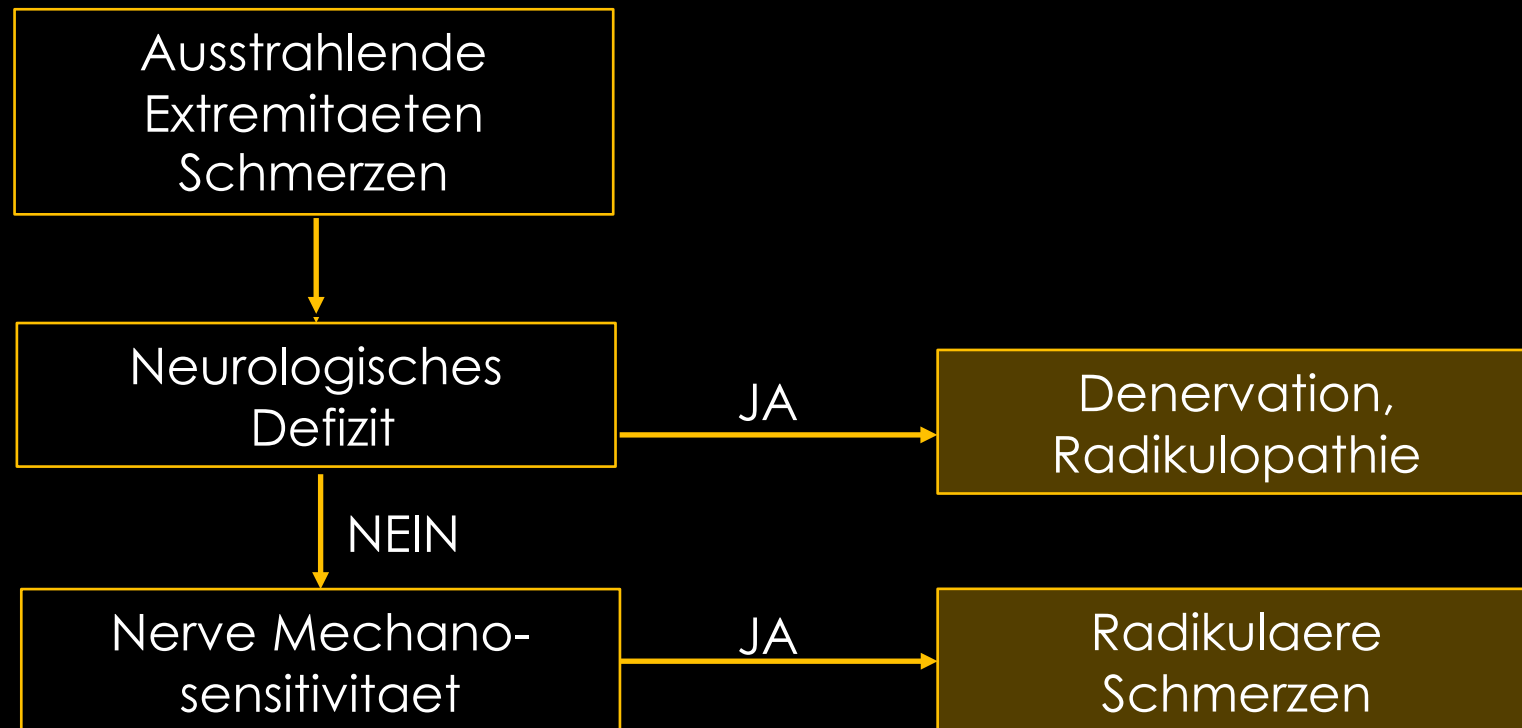 Ausstrahlende
Extremitaeten
Schmerzen
Neurologisches
Defizit
JA
Denervation,
Radikulopathie
NEIN
Nerve Mechano-
sensitivitaet
JA
Radikulaere
Schmerzen